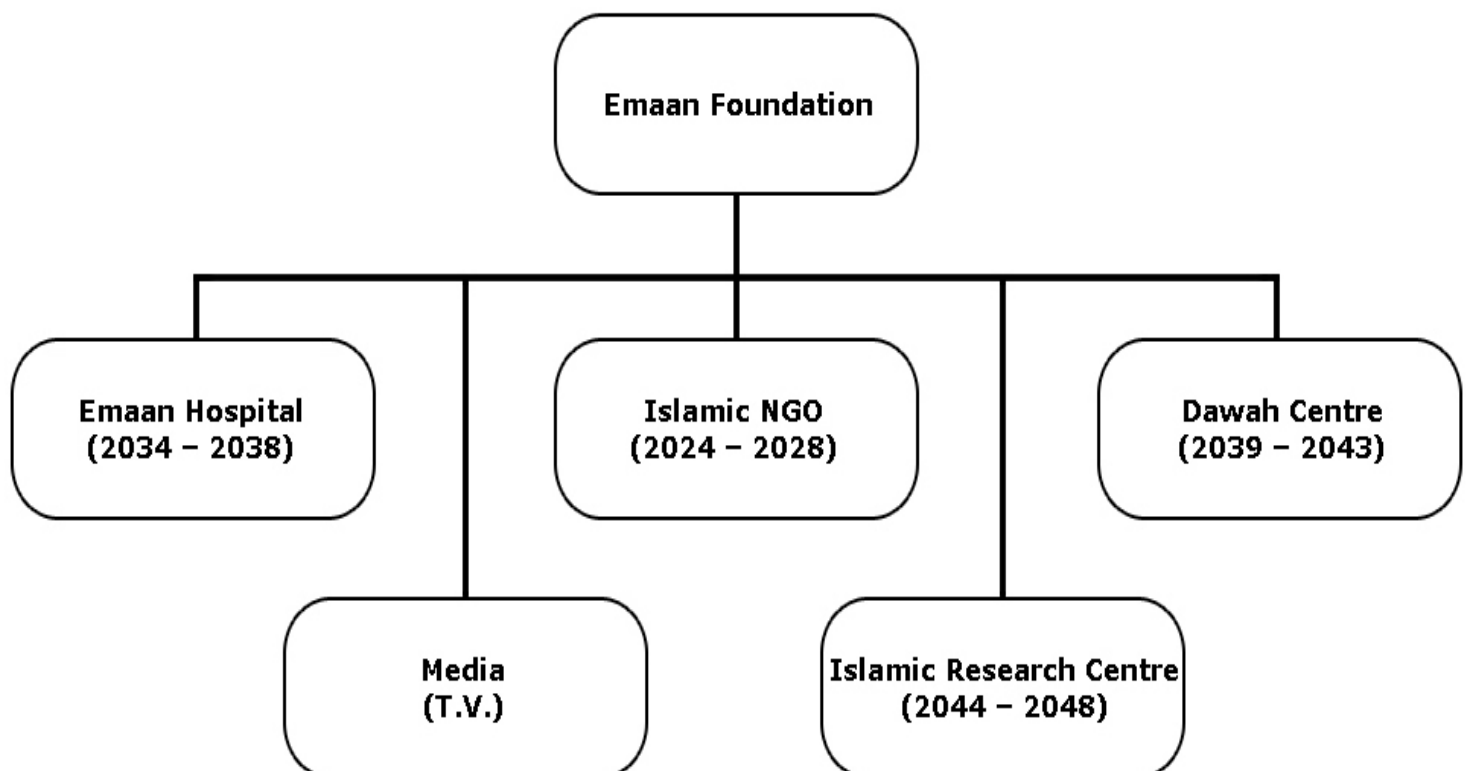 Emaan Foundation
Emaan Hospital
(2034 – 2038)
Islamic NGO
(2024 – 2028)
Dawah Centre
(2039 – 2043)
Media
(T.V.)
Islamic Research Centre
(2044 – 2048)